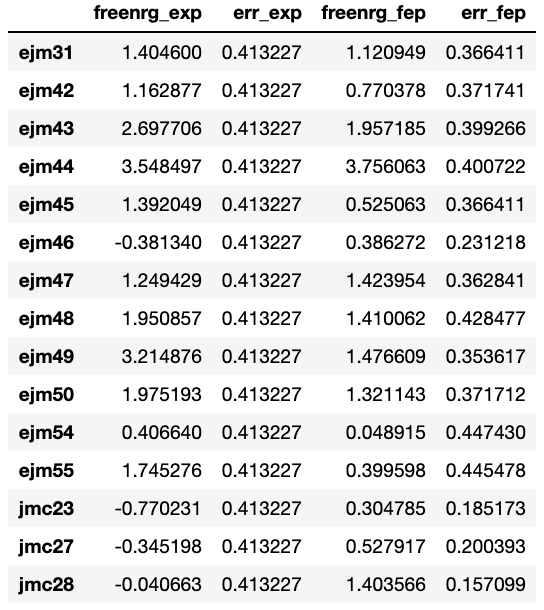 freenrg_exp err_exp freenrg_fep err_fep
ejm31 1.404600 0.413227 1.120949 0.366411
ejm42 1.162877 0.413227 0.770378 0.371741
ejm43 2.697706 0.413227 1.957185 0.399266
ejm44 3.548497 0.413227 3.756063 0.400722
ejm45 1.392049 0.413227 0.525063 0.366411
ejm46 -0.381340 0.413227 0.386272 0.231218
ejm47 1.249429 0.413227 1.423954 0.362841
ejm48 1.950857 0.413227 1.410062 0.428477
ejm49 3.214876 0.413227 1.476609 0.353617
ejm50 1.975193 0.413227 1.321143 0.371712
ejm54 0.406640 0.413227 0.048915 0.447430
ejm55 1.745276 0.413227 0.399598 0.445478
jmc23 -0.770231 0.413227 0.304785 0.185173
jmc27 -0.345198 0.413227 0.527917 0.200393
jmc28 -0.040663 0.413227 1.403566 0.157099